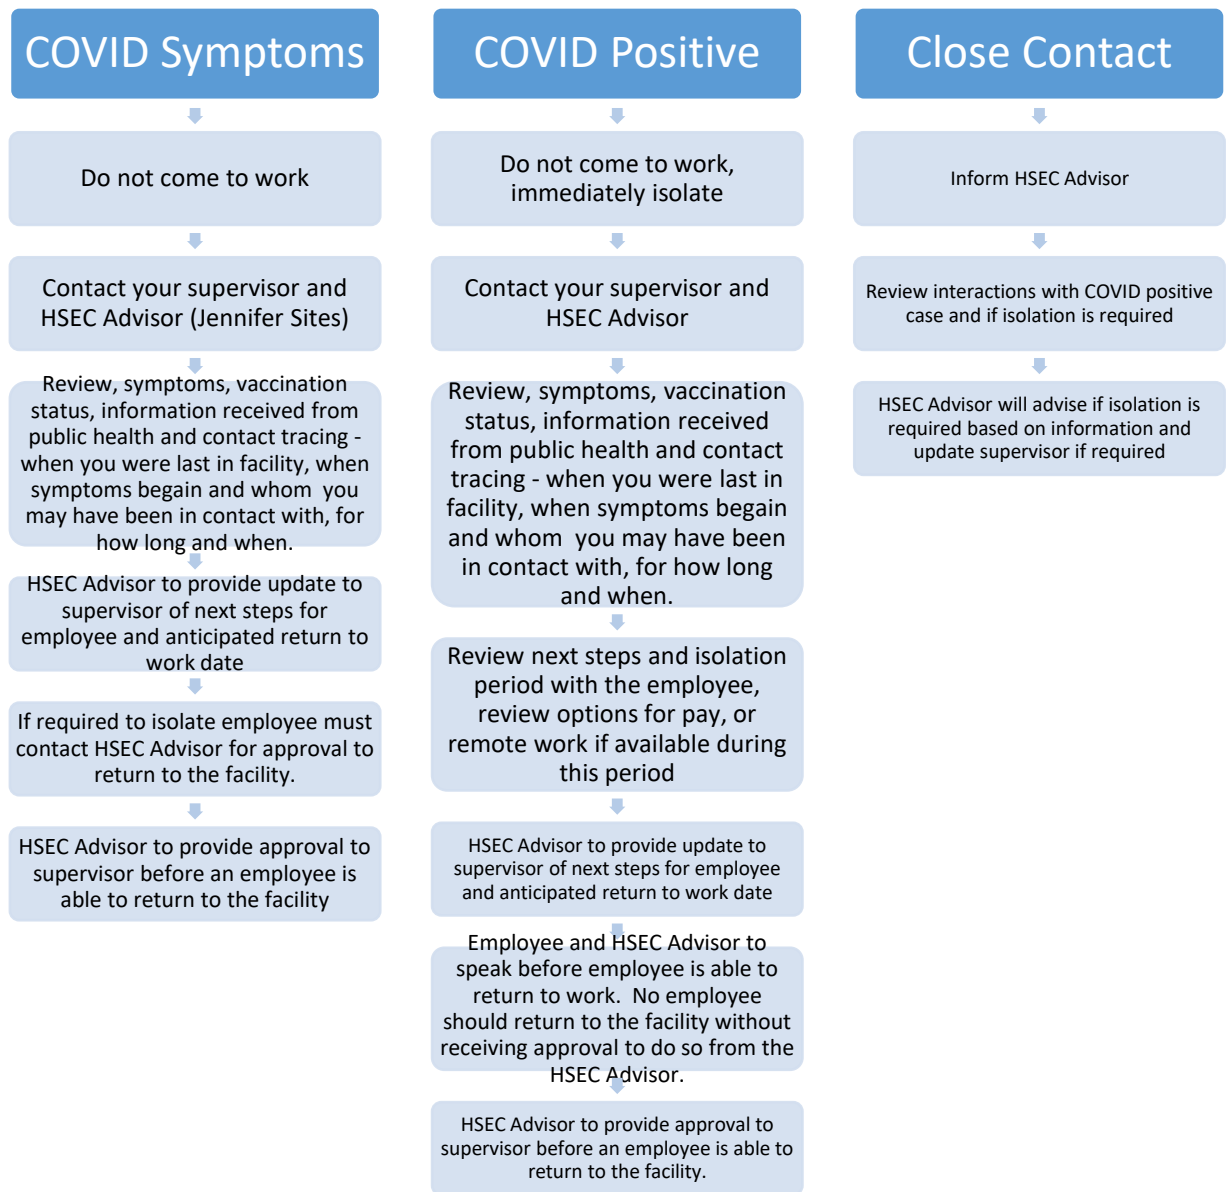 COVID Symptoms
Do not come to work
Contact your supervisor and
HSEC Advisor (Jennifer Sites)
Review, symptoms, vaccination
status, information received from
public health and contact tracing -
when you were last in facility, when
symptoms begain and whom  you
may have been in contact with, for
how long and when.
HSEC Advisor to provide update to
supervisor of next steps for
employee and anticipated return to
work date
If required to isolate employee must
contact HSEC Advisor for approval to
return to the facility.
HSEC Advisor to provide approval to
supervisor before an employee is
able to return to the facility
COVID Positive
Do not come to work,
immediately isolate
Contact your supervisor and
HSEC Advisor
Review, symptoms, vaccination
status, information received
from public health and contact
tracing - when you were last in
facility, when symptoms begain
and whom  you may have been
in contact with, for how long
and when.
Review next steps and isolation
period with the employee,
review options for pay, or
remote work if available during
this period
HSEC Advisor to provide update to
supervisor of next steps for employee
and anticipated return to work date
Employee and HSEC Advisor to
speak before employee is able to
return to work.  No employee
should return to the facility without
receiving approval to do so from the
HSEC Advisor.
HSEC Advisor to provide approval to
supervisor before an employee is able to
return to the facility.
Close Contact
Inform HSEC Advisor
Review interactions with COVID positive
case and if isolation is required
HSEC Advisor will advise if isolation is
required based on information and
update supervisor if required